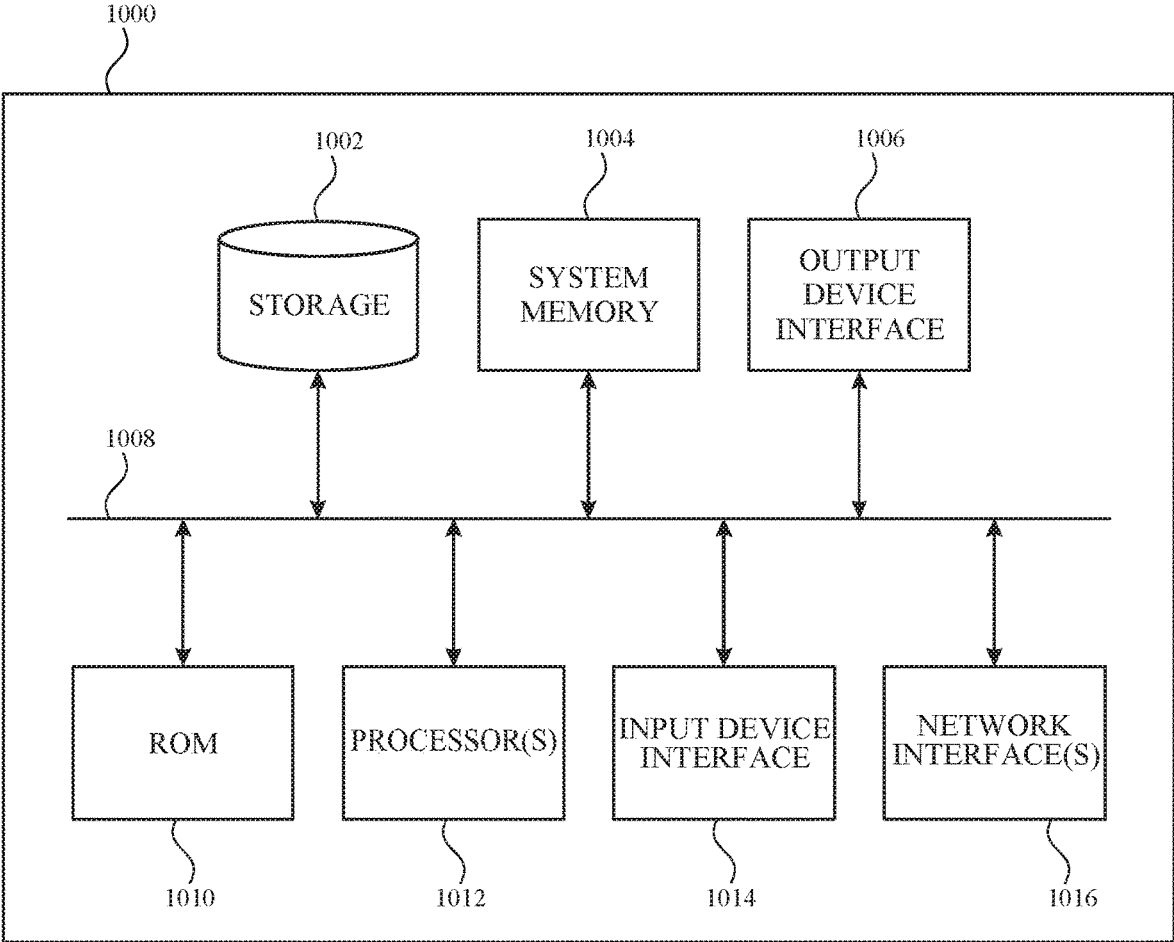 1000
1002
1004
1006
STORAGE
SYSTEM
MEMORY
OUTPUT
DEVICE
INTERFACE
1008
ROM
PROCESSOR(S)
INPUT DEVICE
INTERFACE
NETWORK
INTERFACE(S)
1010
1012
1014
1016